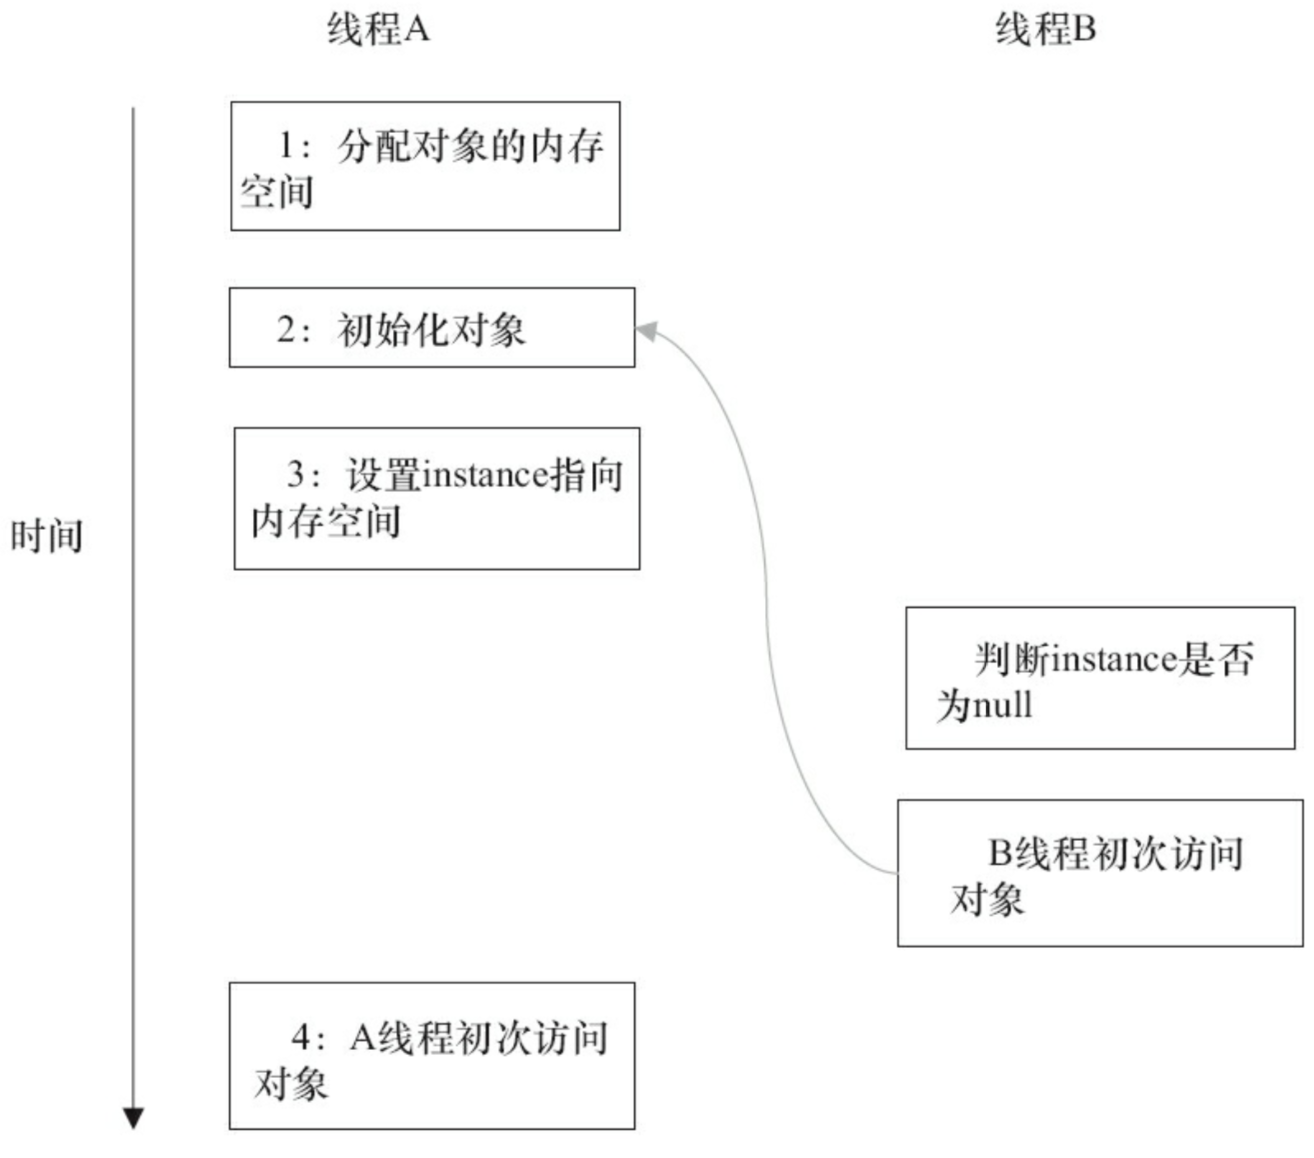 线程A
线程B
1：分配对象的内存
空间
2：初始化对象
3：设置instance指向
内存空间
时间
判断instance是否
为null
B线程初次访问
对象
4：A线程初次访问
对象